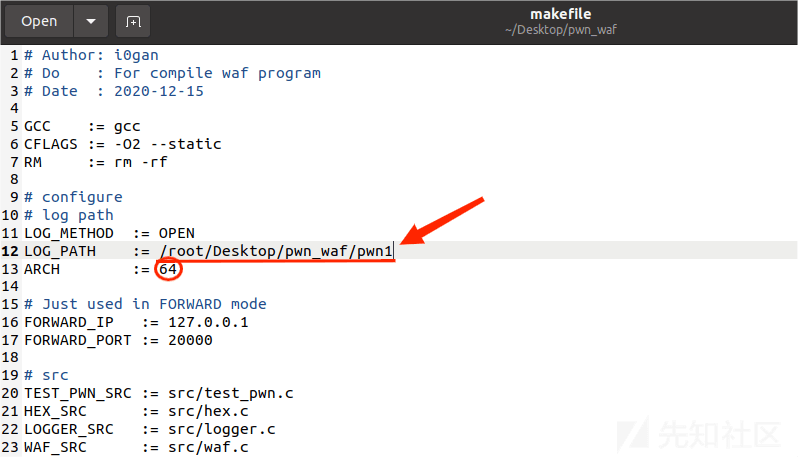 Open
makefile
~/Desktop/pwn_waf
1 # Author: i0gan
2 # Do    : For compile waf program
3 # Date  : 2020-12-15
4
5 GCC    := gcc
6 CFLAGS := -O2 --static
7 RM     := rm -rf
8
9 # configure
10 # log path
11 LOG_METHOD  := OPEN
12 LOG_PATH    := /root/Desktop/pwn_waf/pwn1
13 ARCH        := 64
14
15 # Just used in FORWARD mode
16 FORWARD_IP   := 127.0.0.1
17 FORWARD_PORT := 20000
18
19 # src
20 TEST_PWN_SRC := src/test_pwn.c
21 HEX_SRC      := src/hex.c
22 LOGGER_SRC   := src/logger.c
23 WAF_SRC      := src/waf.c
先知社区